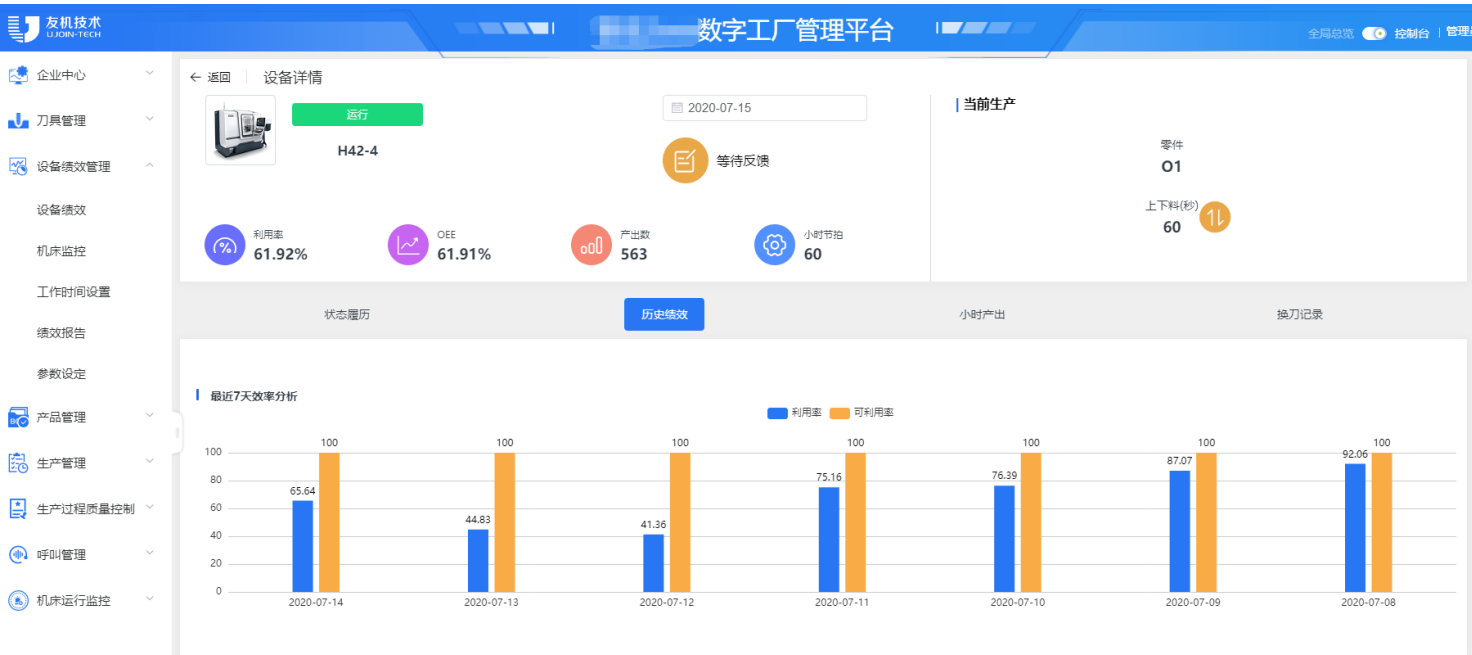 友机技术
UJOIN-TECH
数字工厂管理平台
全局总览 控制台 管理
企业中心
刀具管理
设备绩效管理
设备绩效
机床监控
工作时间设置
绩效报告
参数设定
产品管理
生产管理
生产过程质量控制
呼叫管理
机床运行监控
← 返回 设备详情
运行
H42-4
2020-07-15
等待反馈
利用率
61.92%
OEE
61.91%
产出数
563
小时节拍
60
当前生产
零件
O1
上下料(秒)
60
状态履历 历史绩效 小时产出 换刀记录
最近7天效率分析
利用率 可利用率
100 100 100 100 100 100 100
100
80
60
40
20
0
65.64 44.83 41.36 75.16 76.39 87.07 92.06
2020-07-14 2020-07-13 2020-07-12 2020-07-11 2020-07-10 2020-07-09 2020-07-08